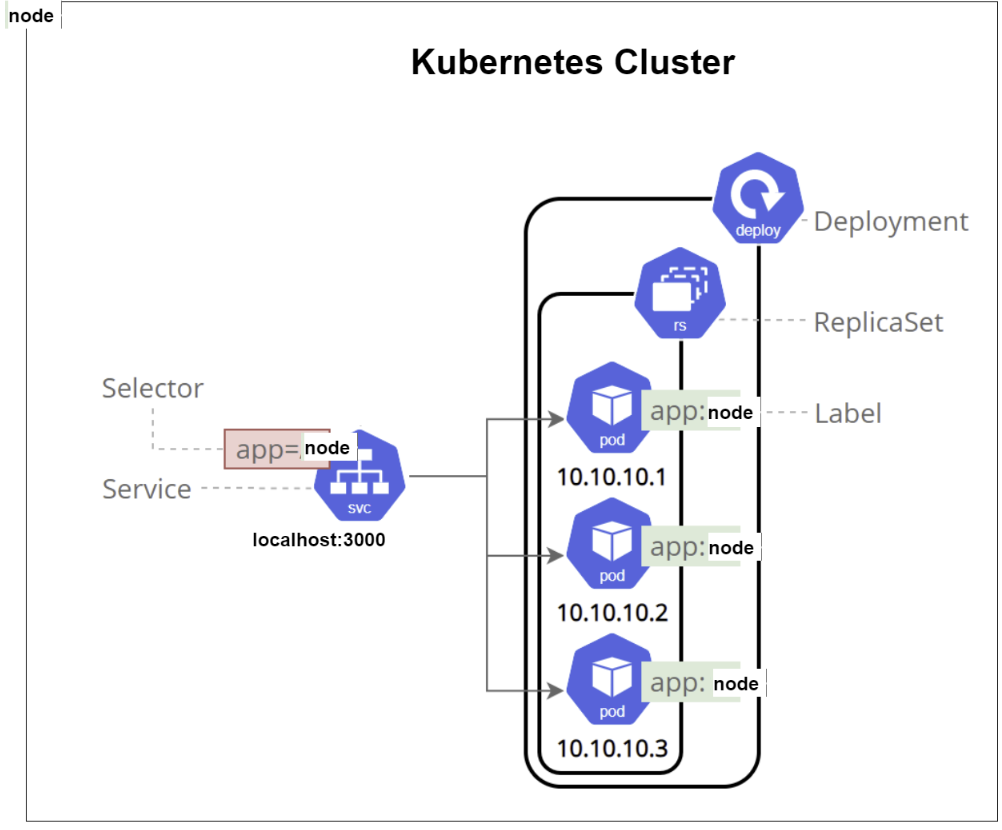 node
Kubernetes Cluster
deploy
Deployment
rs
ReplicaSet
Selector
app= node
Service
svc
localhost:3000
pod
app: node
Label
10.10.10.1
pod
app: node
10.10.10.2
pod
app: node
10.10.10.3